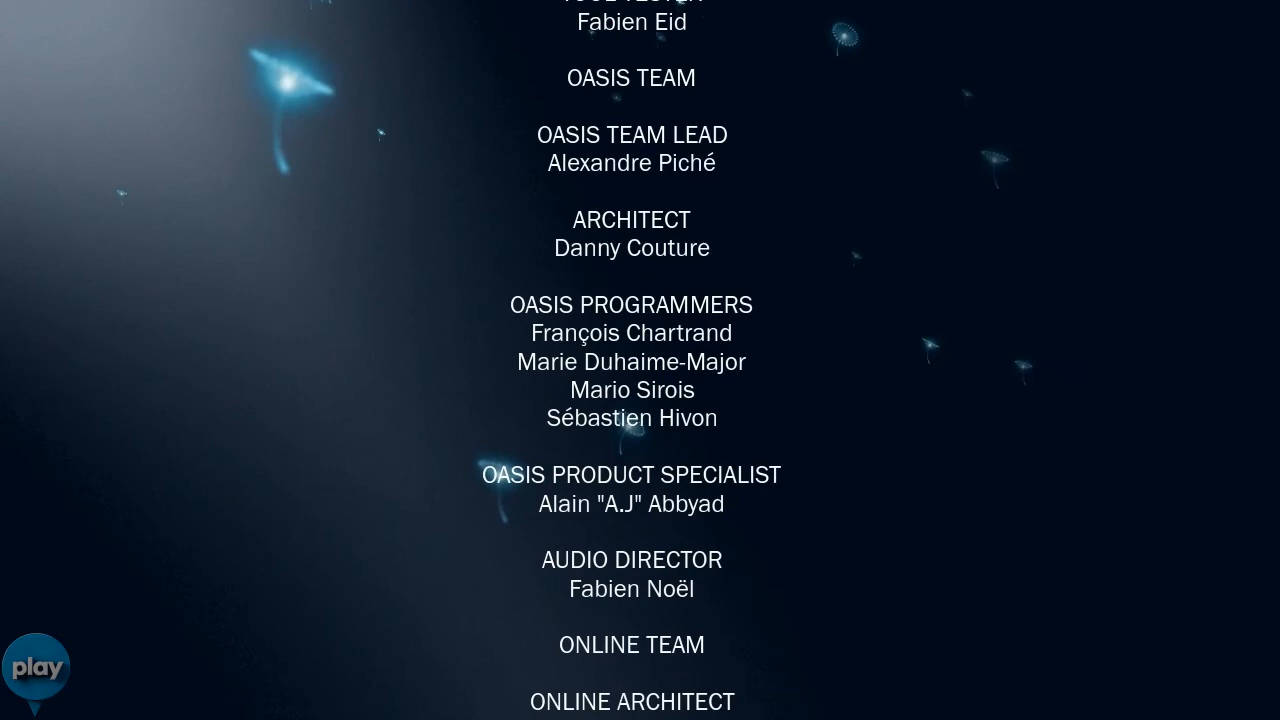 Fabien Eid
OASIS TEAM
OASIS TEAM LEAD
Alexandre Piché
ARCHITECT
Danny Couture
OASIS PROGRAMMERS
François Chartrand
Marie Duhaime-Major
Mario Sirois
Sébastien Hivon
OASIS PRODUCT SPECIALIST
Alain "A.J" Abbyad
AUDIO DIRECTOR
Fabien Noël
ONLINE TEAM
ONLINE ARCHITECT
play